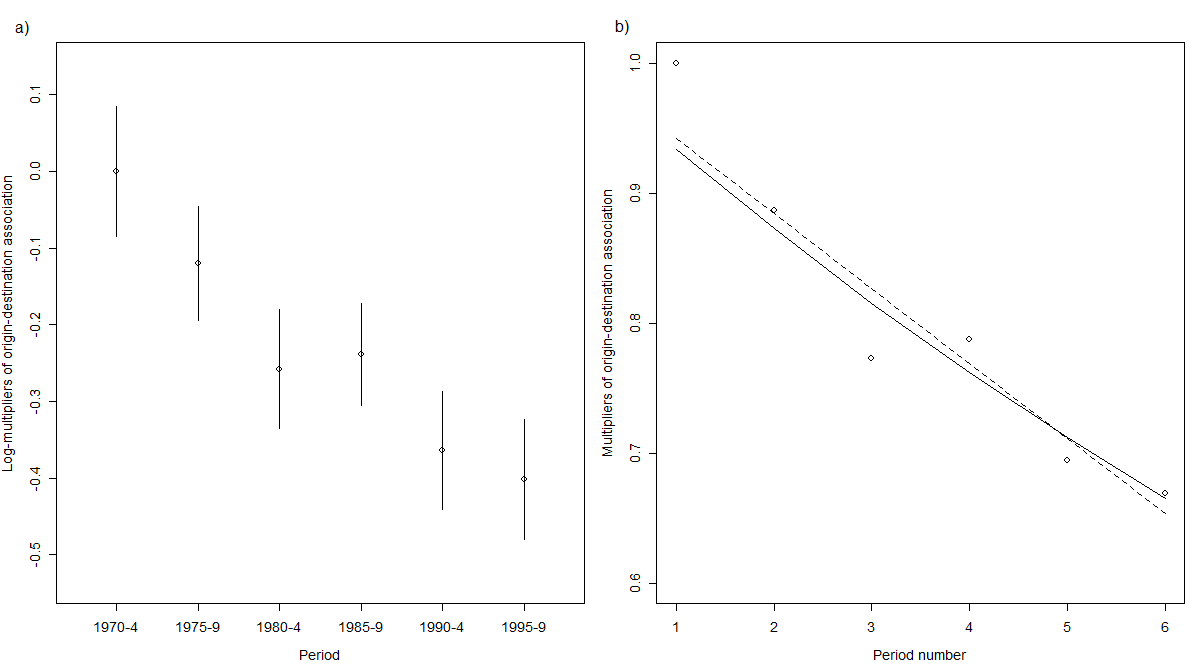 a)
Log-multipliers of origin-destination association
0.1
0.0
-0.1
-0.2
-0.3
-0.4
-0.5
1970-4 1975-9 1980-4 1985-9 1990-4 1995-9
Period
b)
Multipliers of origin-destination association
1.0
0.9
0.8
0.7
0.6
1 2 3 4 5 6
Period number